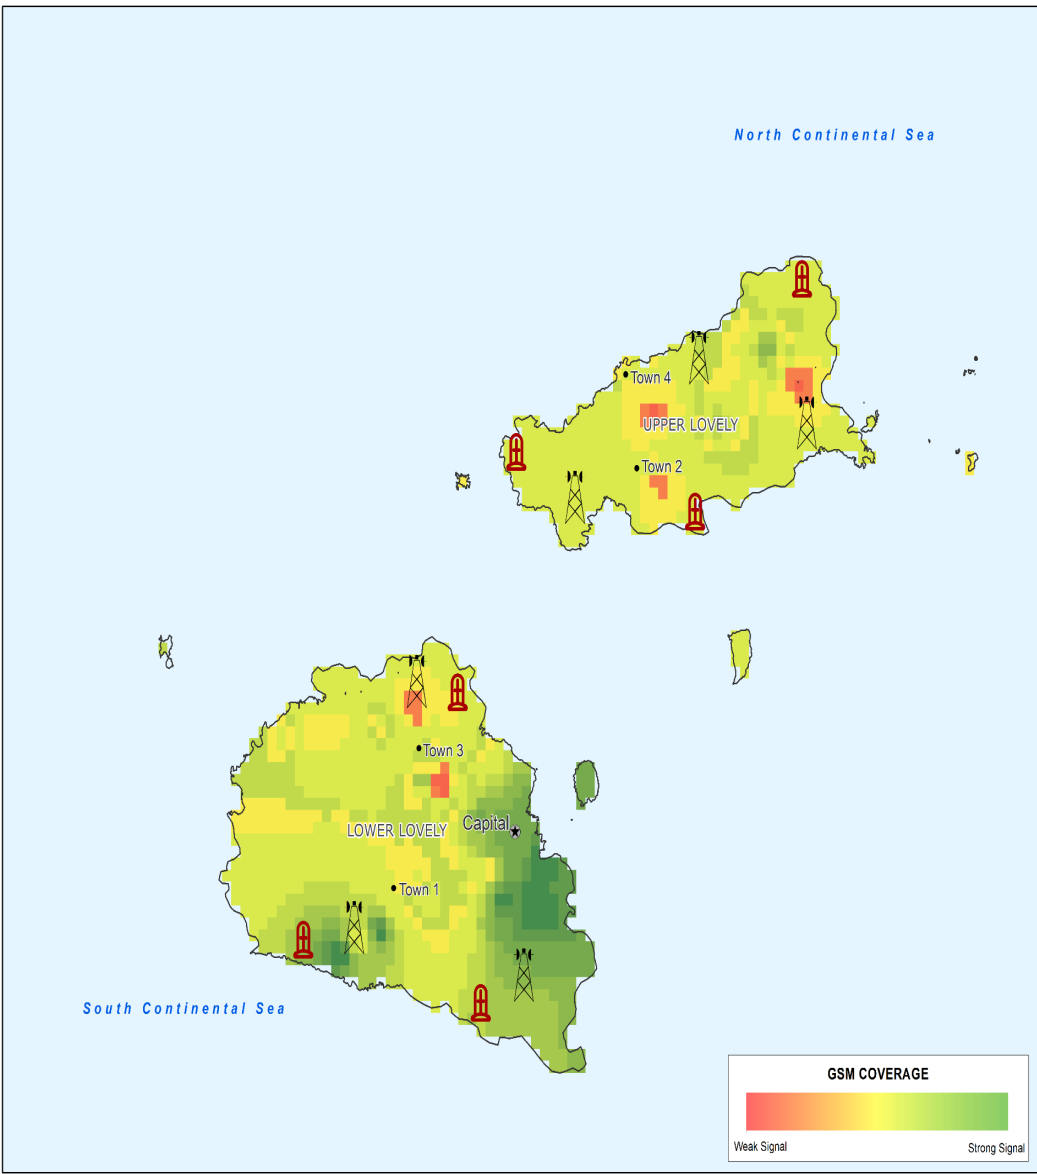 North Continental Sea
Town 4
UPPER LOVELY
Town 2
Town 3
Capital
LOWER LOVELY
Town 1
South Continental Sea
GSM COVERAGE
Weak Signal
Strong Signal